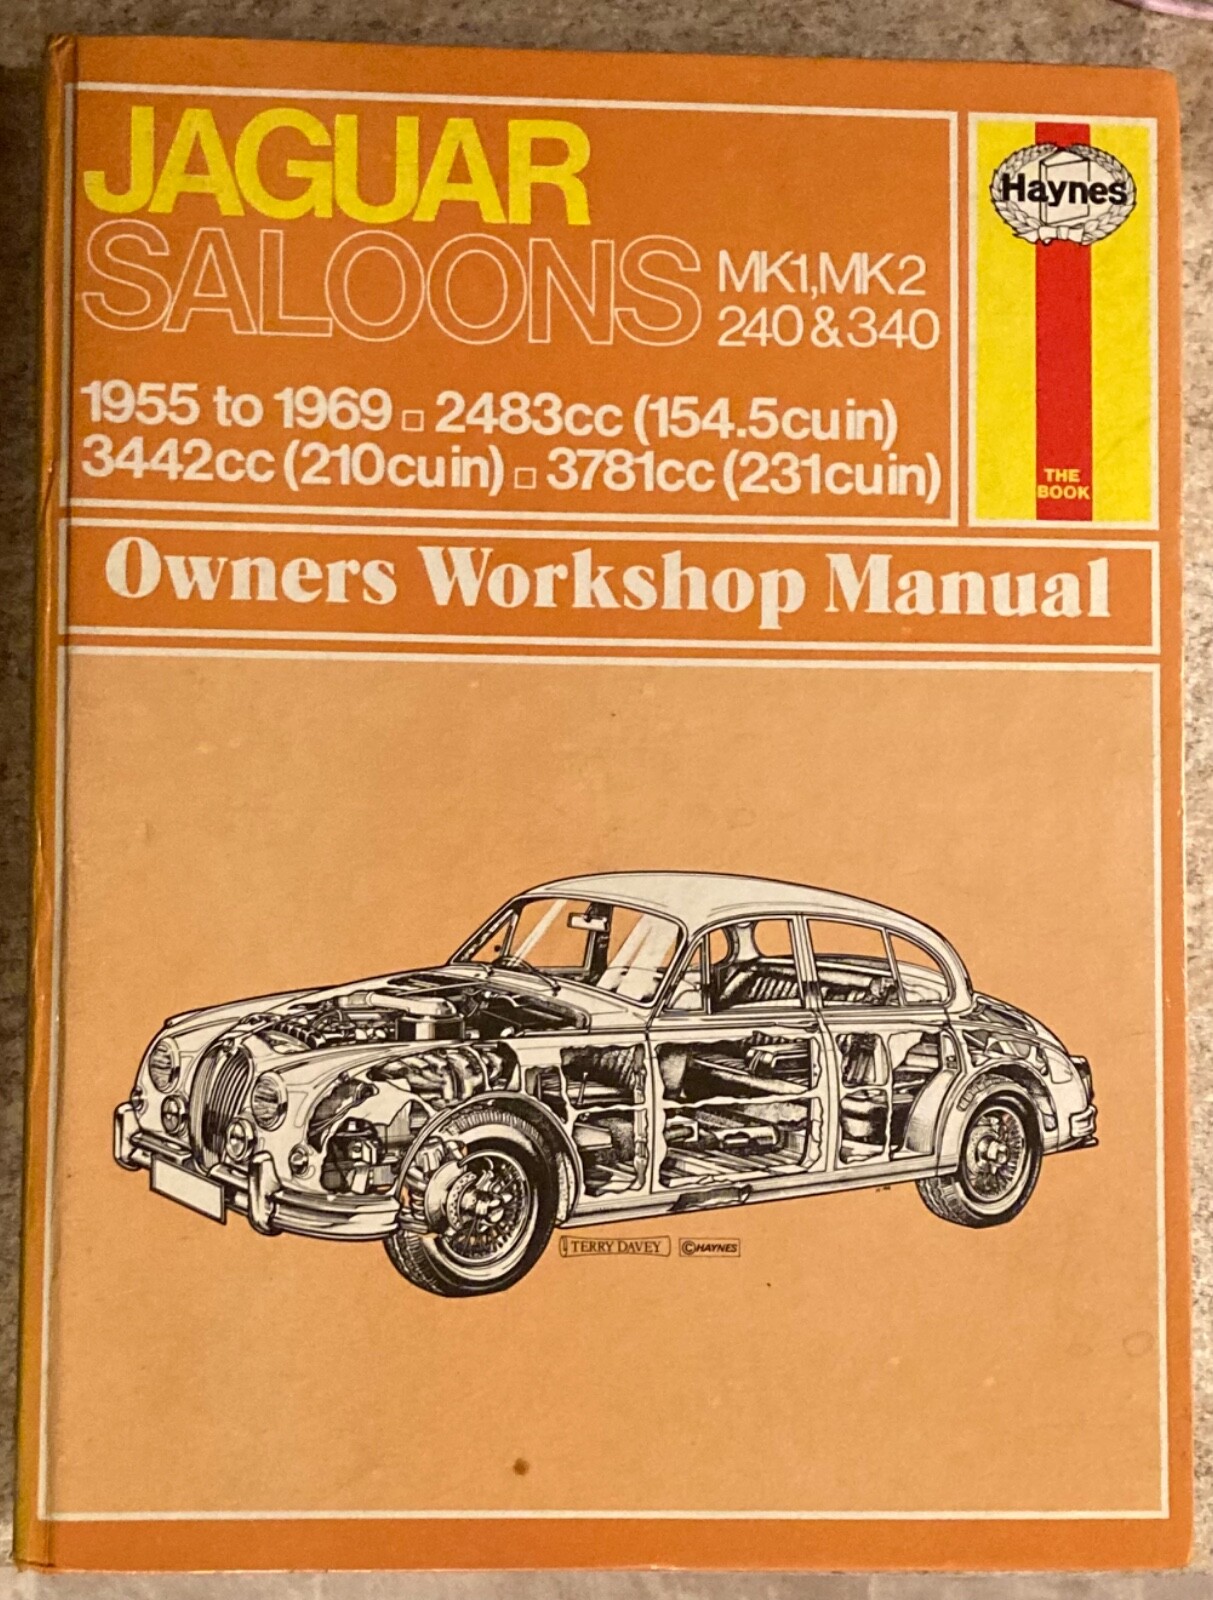 JAGUAR
SALOONS
MK1, MK2
240 & 340
1955 to 1969 □ 2483cc (154.5cu in)
3442cc (210cu in) □ 3781cc (231cu in)
Haynes
THE
BOOK
Owners Workshop Manual
TERRY DAVEY
© HAYNES